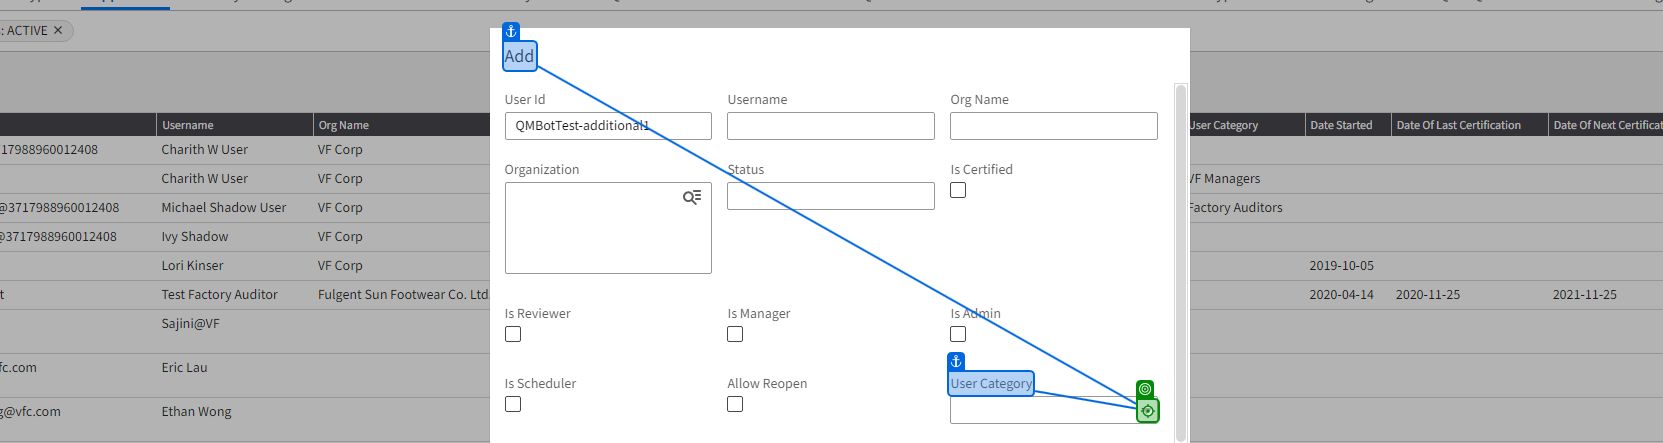 : ACTIVE ✕
Add
User Id
Username
Org Name
QMBotTest-additional1
Organization
Status
Is Certified
Is Reviewer
Is Manager
Is Admin
Is Scheduler
Allow Reopen
User Category
Username Org Name User Category Date Started Date Of Last Certification Date Of Next Certificat
17988960012408 Charith W User VF Corp
Charith W User VF Corp VF Managers
@3717988960012408 Michael Shadow User VF Corp Factory Auditors
@3717988960012408 Ivy Shadow VF Corp
Lori Kinser VF Corp 2019-10-05
t Test Factory Auditor Fulgent Sun Footwear Co. Ltd. 2020-04-14 2020-11-25 2021-11-25
Sajini@VF
fc.com Eric Lau
g@vfc.com Ethan Wong